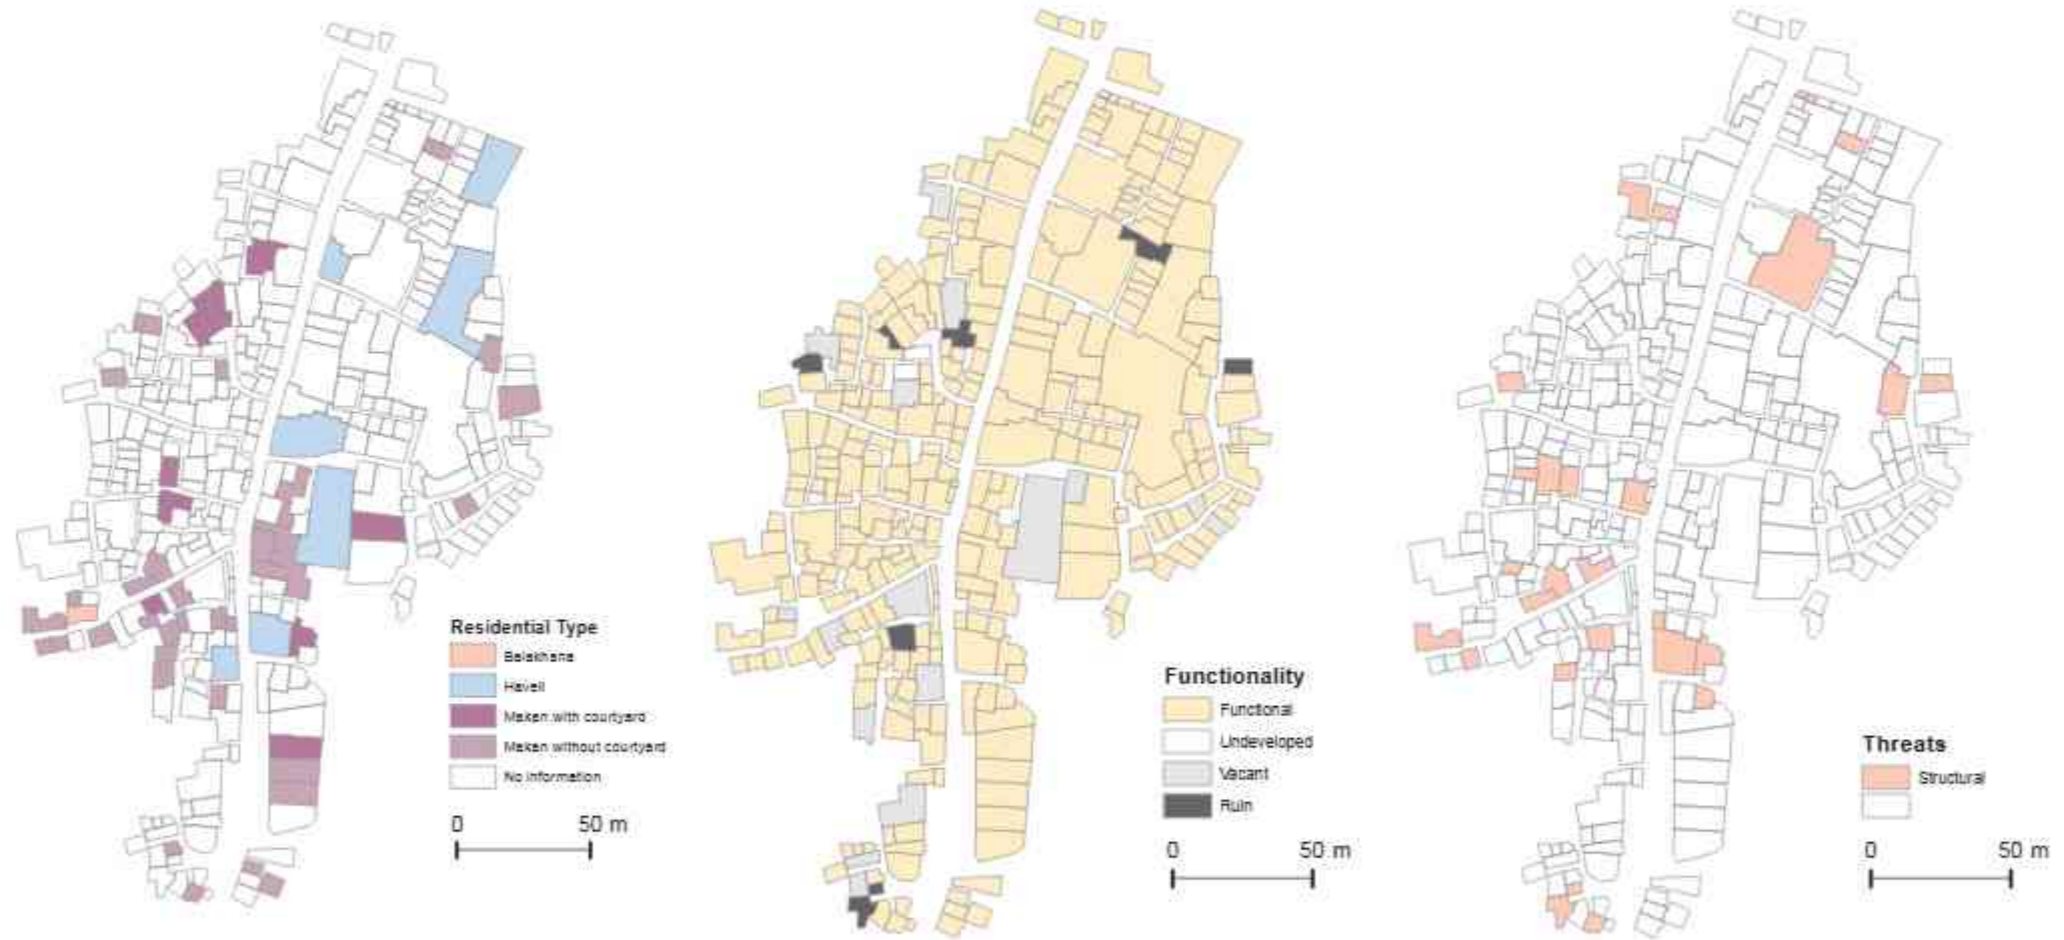 Residential Type
Balakhana
Haveli
Makan with courtyard
Makan without courtyard
No information
0 50 m
Functionality
Functional
Undeveloped
Vacant
Ruin
0 50 m
Threats
Structural
0 50 m